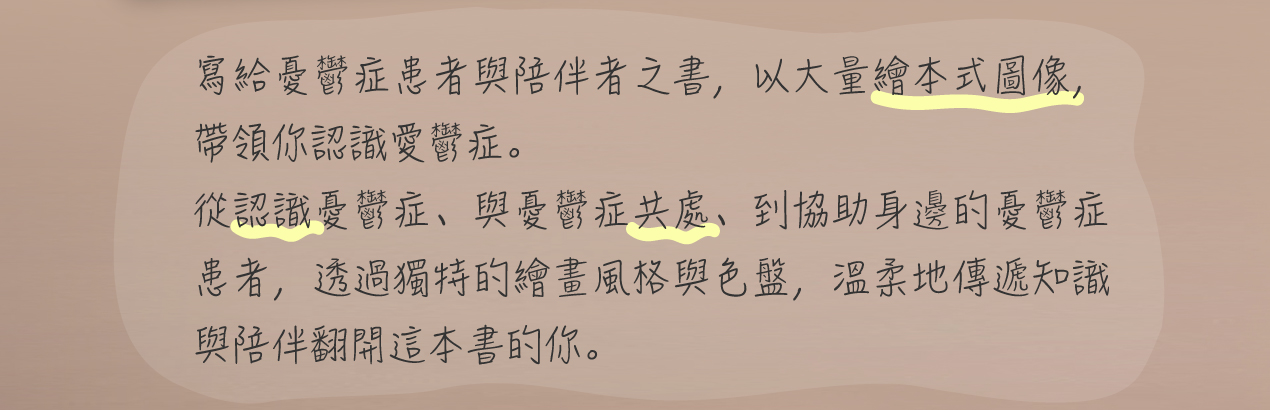 寫給憂鬱症患者與陪伴者之書，以大量繪本式圖像，
帶領你認識愛鬱症。
從認識憂鬱症、與憂鬱症共處、到協助身邊的憂鬱症
患者，透過獨特的繪畫風格與色盤，溫柔地傳遞知識
與陪伴翻開這本書的你。